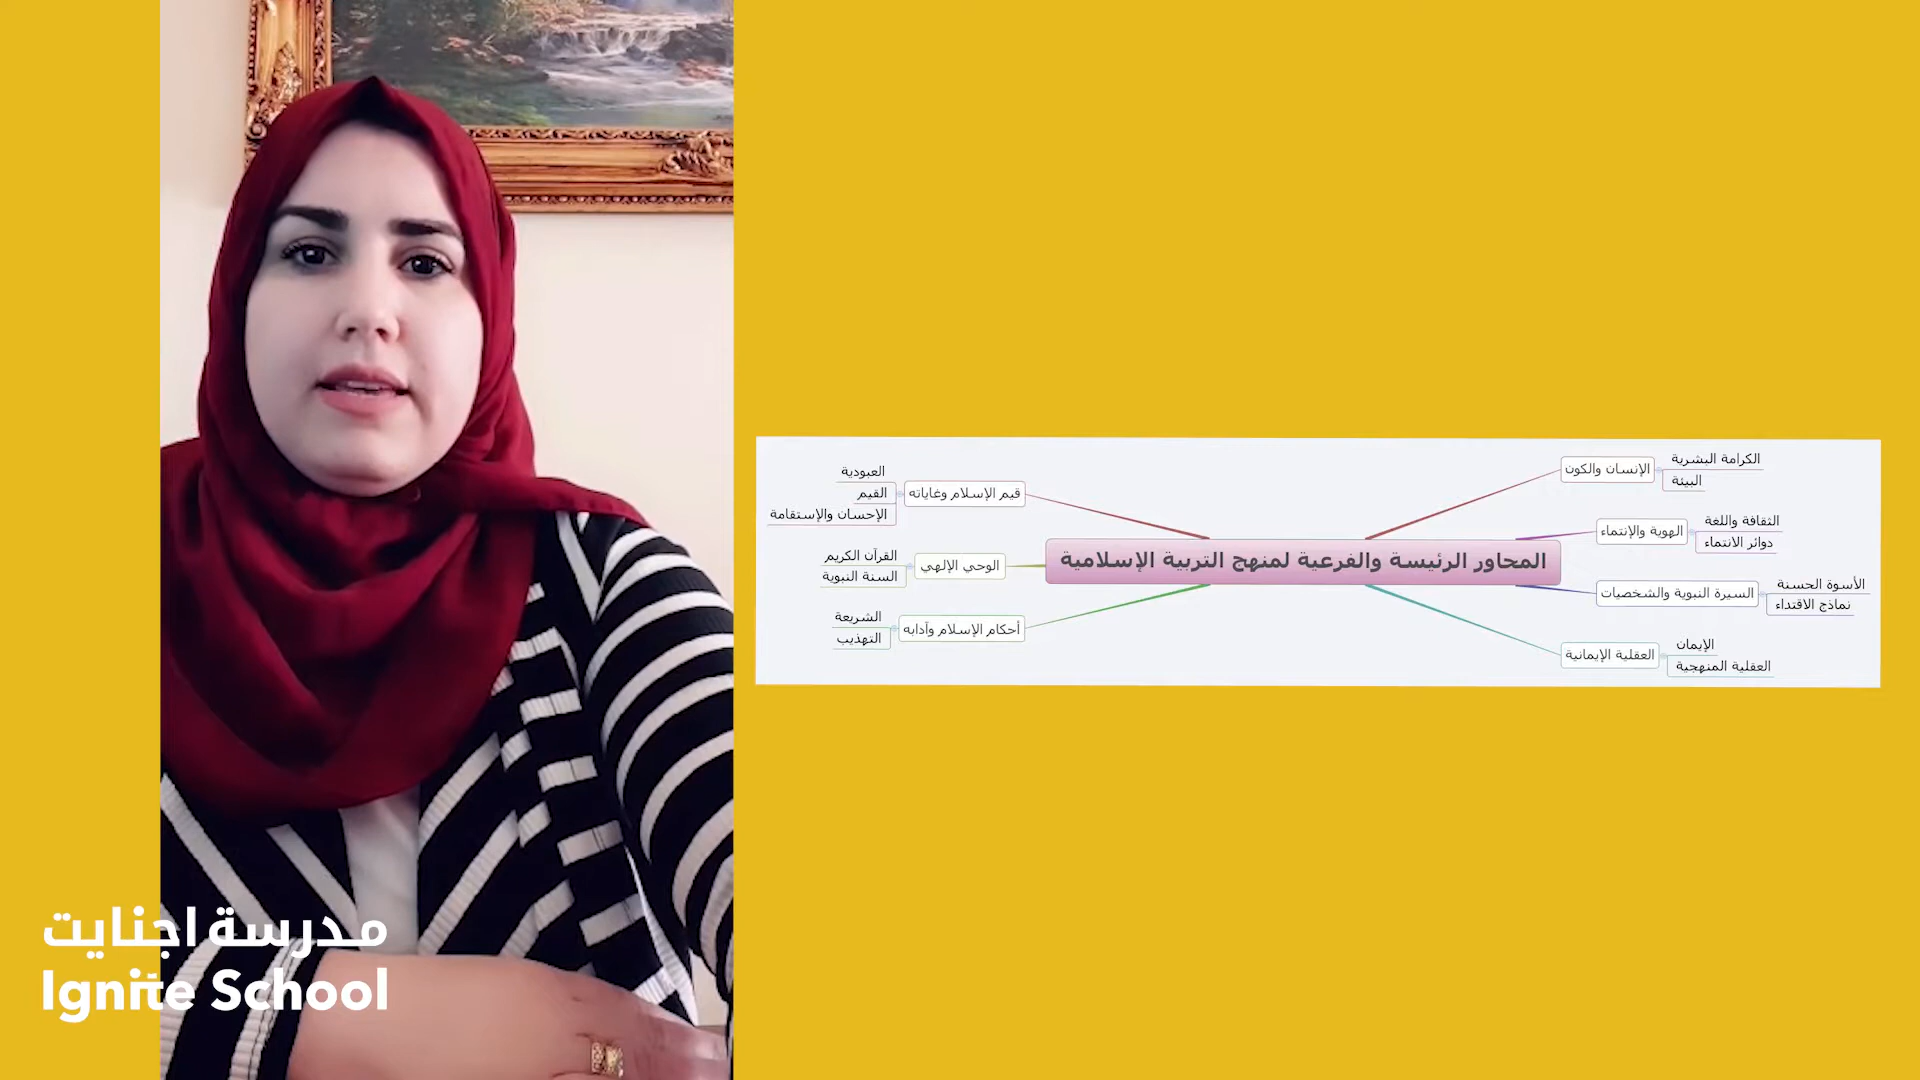 المحاور الرئيسة والفرعية لمنهج التربية الإسلامية
الإنسان والكون
الكرامة البشرية
البيئة
الهوية والإنتماء
الثقافة واللغة
دوائر الانتماء
السيرة النبوية والشخصيات
الأسوة الحسنة
نماذج الاقتداء
العقلية الإيمانية
الإيمان
العقلية المنهجية
قيم الإسلام وغاياته
العبودية
القيم
الإحسان والإستقامة
الوحي الإلهي
القرآن الكريم
السنة النبوية
أحكام الإسلام وآدابه
الشريعة
التهذيب
مدرسة اجنايت
Ignite School